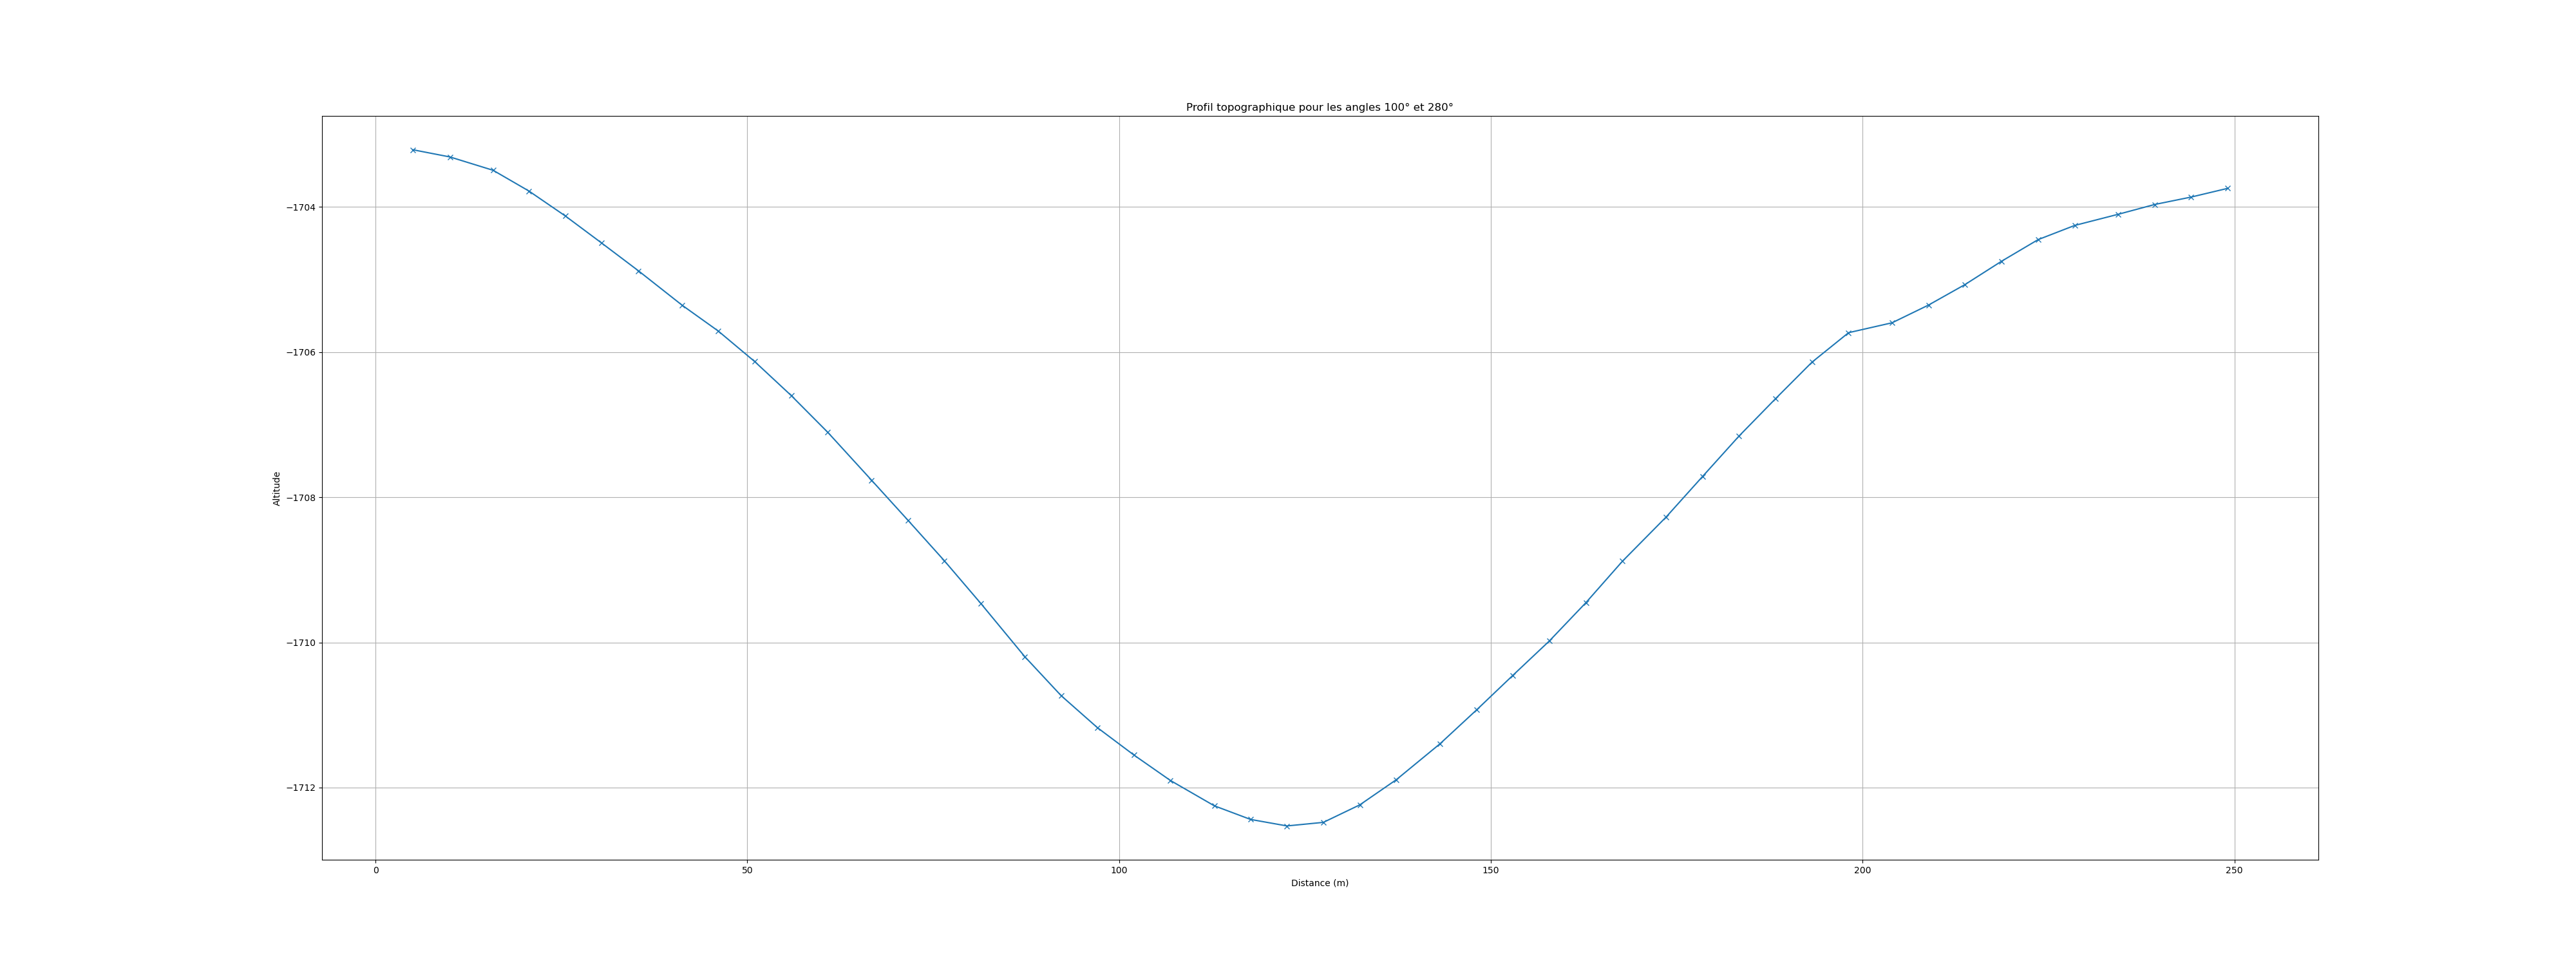 Profil topographique pour les angles 100° et 280°
−1704
−1706
−1708
−1710
−1712
Altitude
0 50 100 150 200 250
Distance (m)